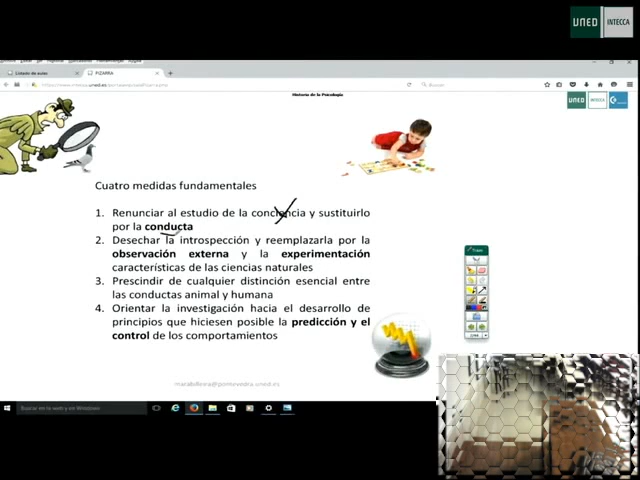 UNED INTECCA
PIZARRA
Historia de la Psicología
UNED INTECCA
Cuatro medidas fundamentales
1. Renunciar al estudio de la conciencia y sustituirlo
por la conducta
2. Desechar la introspección y reemplazarla por la
observación externa y la experimentación
características de las ciencias naturales
3. Prescindir de cualquier distinción esencial entre
las conductas animal y humana
4. Orientar la investigación hacia el desarrollo de
principios que hiciesen posible la predicción y el
control de los comportamientos
Buscar en la web y en Windows